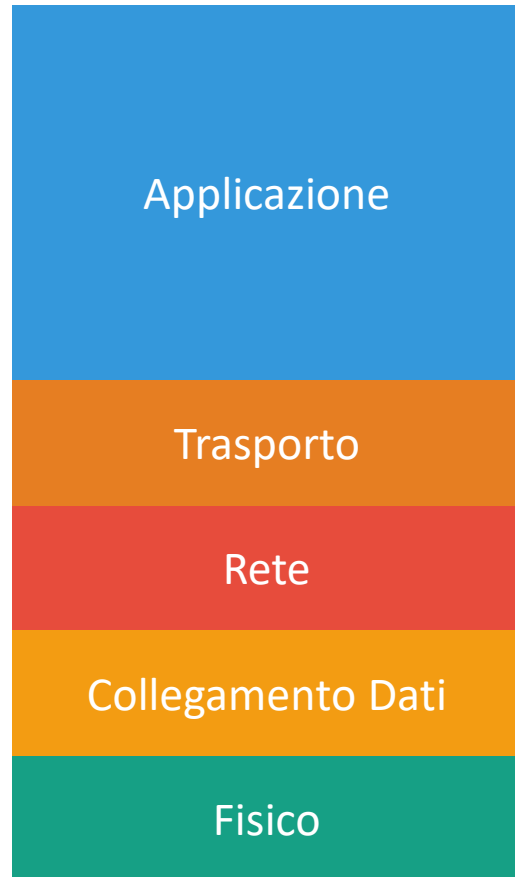 Applicazione
Trasporto
Rete
Collegamento Dati
Fisico